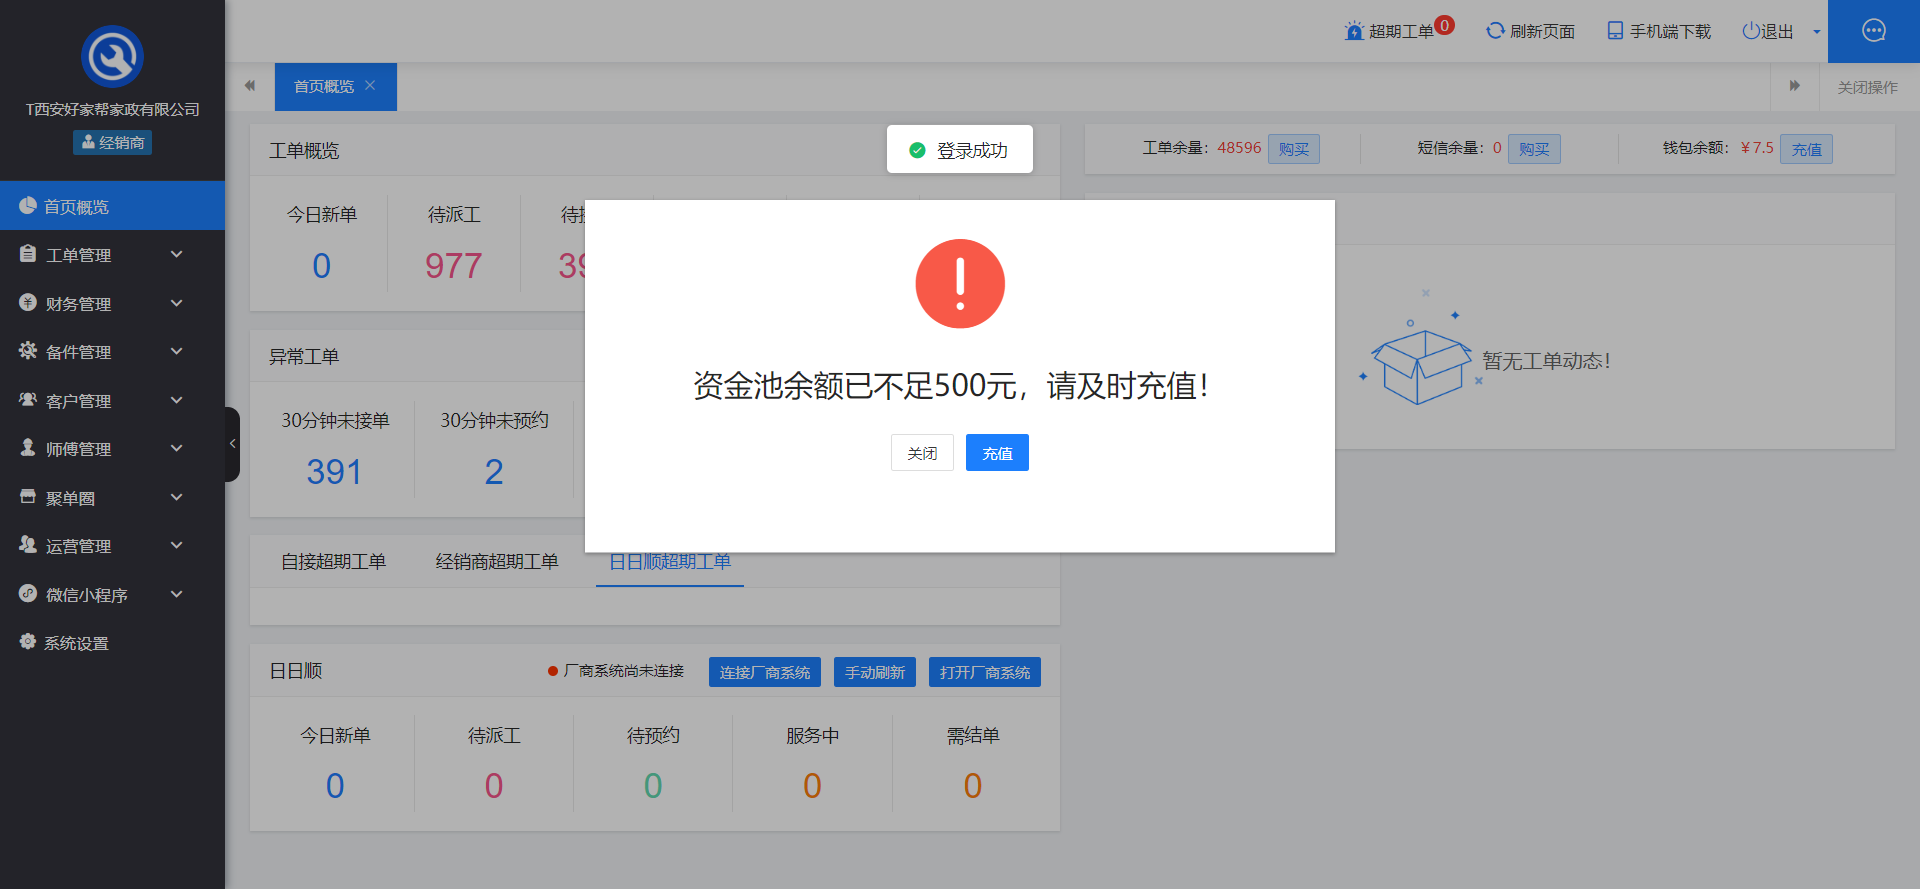 T西安好家帮家政有限公司
经销商
首页概览
工单管理
财务管理
备件管理
客户管理
师傅管理
聚单圈
运营管理
微信小程序
系统设置
超期工单 0
刷新页面
手机端下载
退出
首页概览
关闭操作
登录成功
工单概览
今日新单
待派工
0
977
工单余量：48596 购买
短信余量：0 购买
钱包余额：￥7.5 充值
资金池余额已不足500元，请及时充值！
关闭 充值
暂无工单动态！
异常工单
30分钟未接单
30分钟未预约
391
2
自接超期工单
经销商超期工单
日日顺超期工单
日日顺
厂商系统尚未连接
连接厂商系统
手动刷新
打开厂商系统
今日新单
待派工
待预约
服务中
需结单
0
0
0
0
0